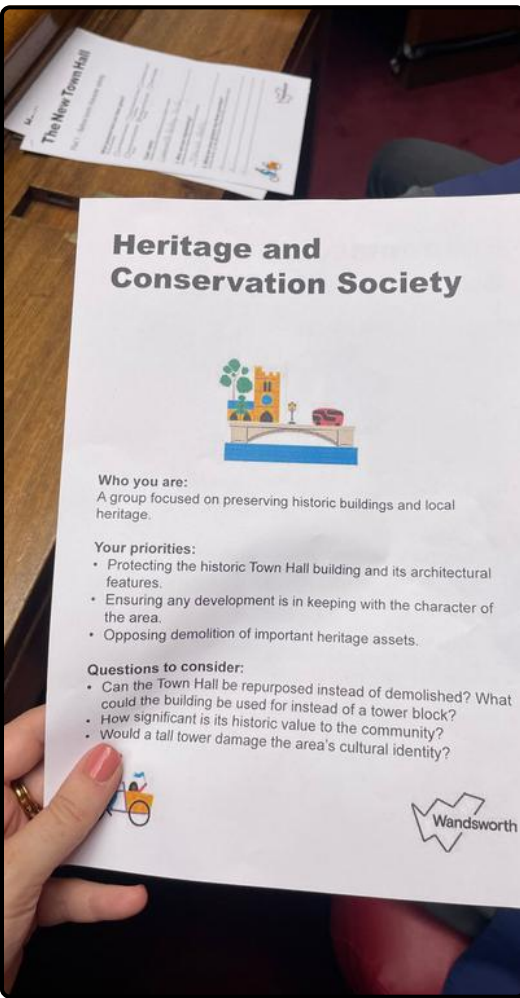 The New Town Hall
Heritage and
Conservation Society
Who you are:
A group focused on preserving historic buildings and local
heritage.
Your priorities:
• Protecting the historic Town Hall building and its architectural
features.
• Ensuring any development is in keeping with the character of
the area.
• Opposing demolition of important heritage assets.
Questions to consider:
• Can the Town Hall be repurposed instead of demolished? What
could the building be used for instead of a tower block?
• How significant is its historic value to the community?
• Would a tall tower damage the area's cultural identity?
Wandsworth